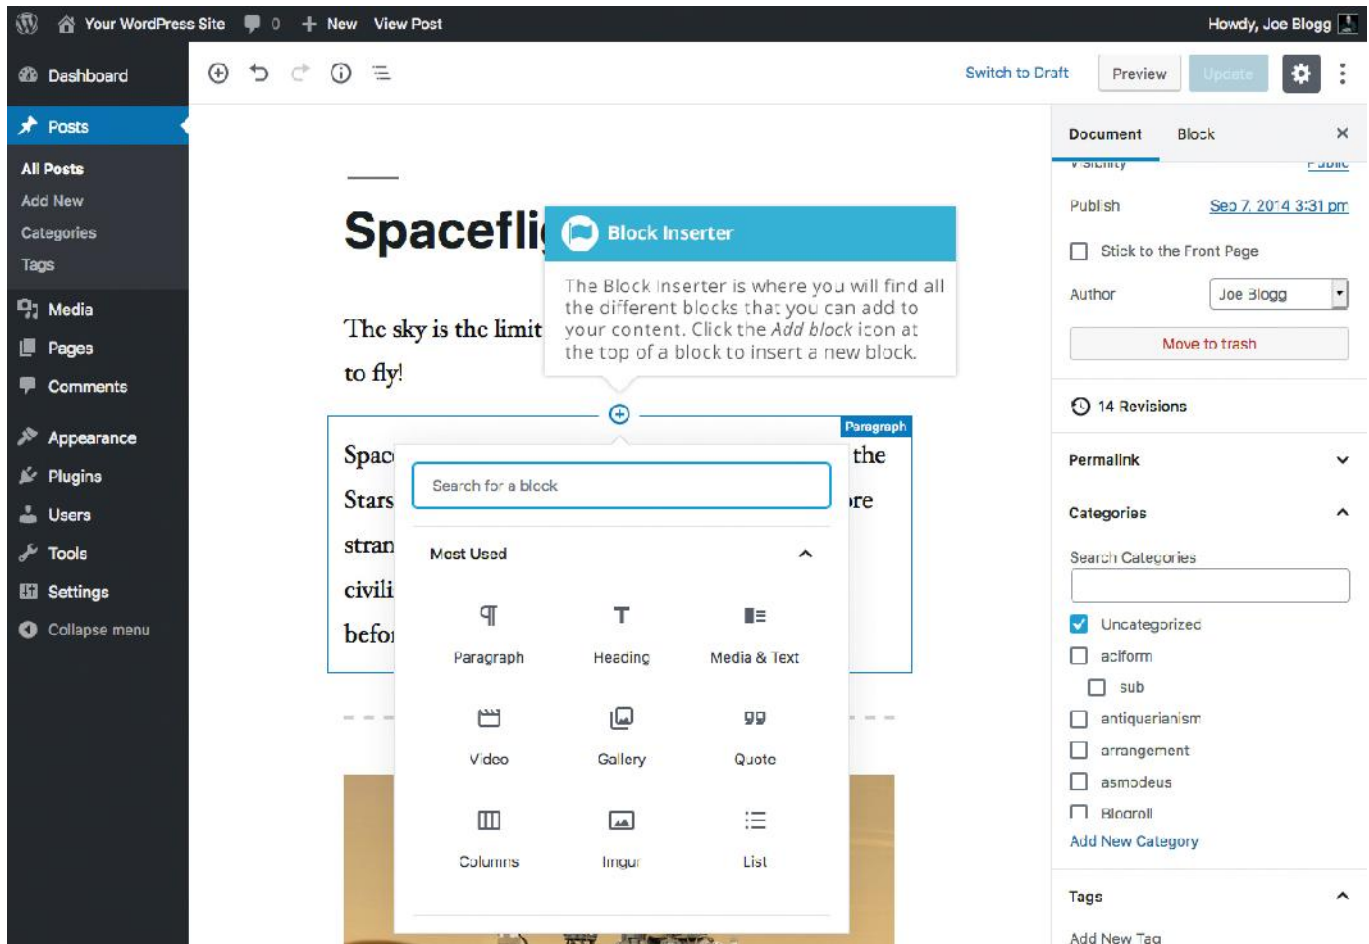 Your WordPress Site 0 New View Post Howdy, Joe Blogg
Dashboard
Posts
All Posts
Add New
Categories
Tags
Media
Pages
Comments
Appearance
Plugins
Users
Tools
Settings
Collapse menu
Switch to Draft Preview Update
Spacefli
Block Inserter
The Block Inserter is where you will find all
the different blocks that you can add to
your content. Click the Add block icon at
the top of a block to insert a new block.
The sky is the limit
to fly!
Paragraph
Spac the
Stars ore
stran
civili
befor
Search for a block
Most Used
Paragraph Heading Media & Text
Video Gallery Quote
Columns Imgur List
Document Block
Visibility Public
Publish Sep 7, 2014 3:31 pm
Stick to the Front Page
Author Joe Blogg
Move to trash
14 Revisions
Permalink
Categories
Search Categories
Uncategorized
aciform
sub
antiquarianism
arrangement
asmodeus
Blogroll
Add New Category
Tags
Add New Tag